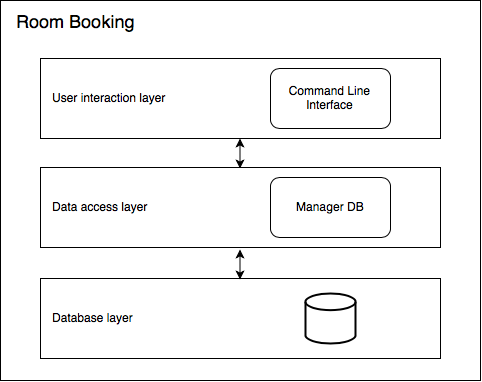 Room Booking
User interaction layer
Command Line
Interface
Data access layer
Manager DB
Database layer